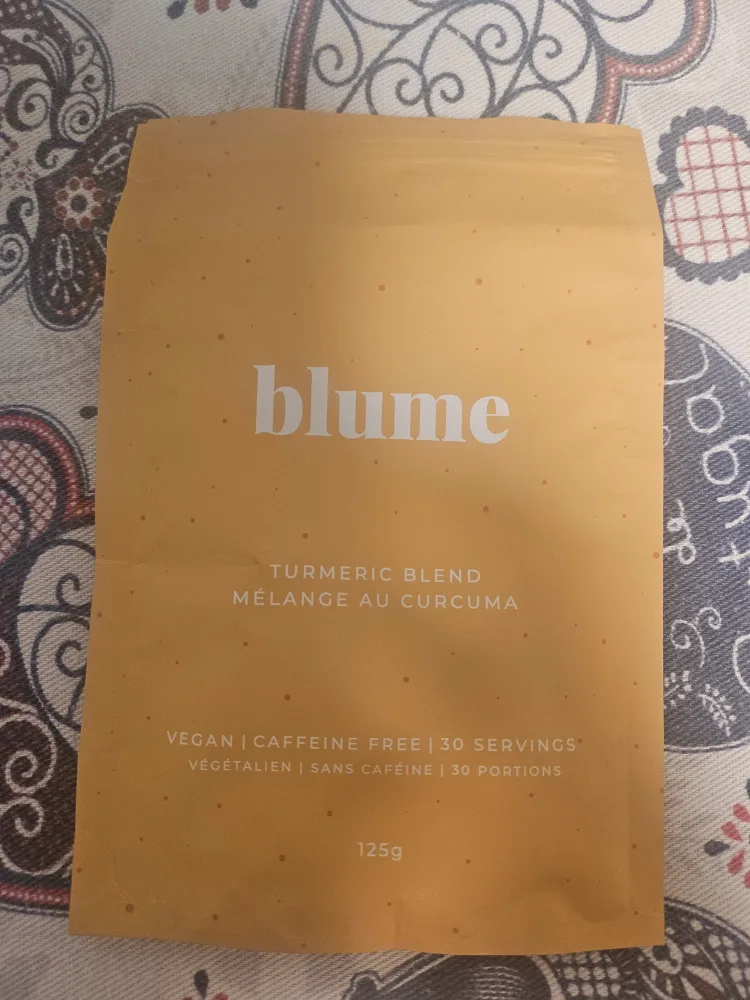 blume
TURMERIC BLEND
MÉLANGE AU CURCUMA
VEGAN | CAFFEINE FREE | 30 SERVINGS
VÉGÉTALIEN | SANS CAFÉINE | 30 PORTIONS
125g